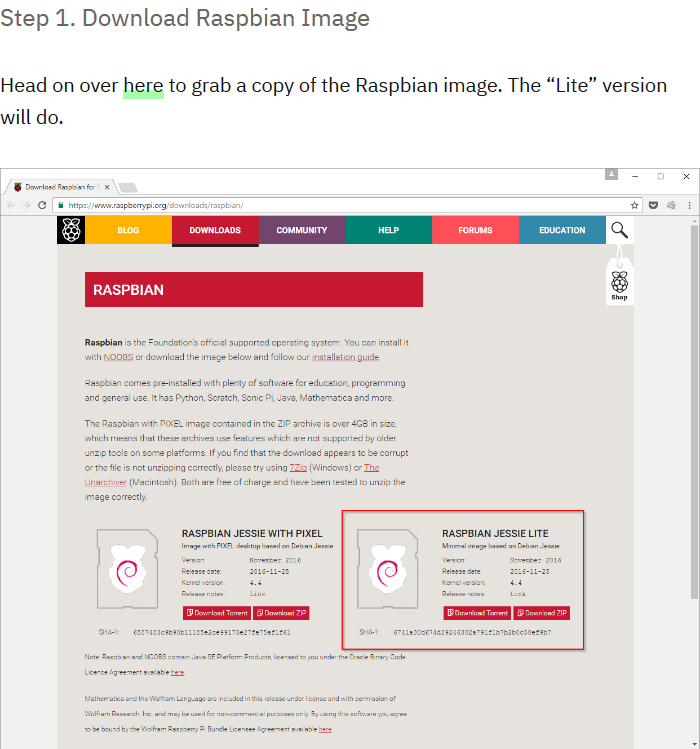 Step 1. Download Raspbian Image
Head on over here to grab a copy of the Raspbian image. The “Lite” version
will do.
Download Raspbian for
https://www.raspberrypi.org/downloads/raspbian/
BLOG DOWNLOADS COMMUNITY HELP FORUMS EDUCATION
Shop
RASPBIAN
Raspbian is the Foundation's official supported operating system. You can install it
with NOOBS or download the image below and follow our installation guide.
Raspbian comes pre-installed with plenty of software for education, programming
and general use. It has Python, Scratch, Sonic Pi, Java, Mathematica and more.
The Raspbian with PIXEL image contained in the ZIP archive is over 4GB in size,
which means that these archives use features which are not supported by older
unzip tools on some platforms. If you find that the download appears to be corrupt
or the file is not unzipping correctly, please try using 7Zip (Windows) or The
Unarchiver (Macintosh). Both are free of charge and have been tested to unzip the
image correctly.
RASPBIAN JESSIE WITH PIXEL
Image with PIXEL desktop based on Debian Jessie
Version: November 2016
Release date: 2016-11-25
Kernel version: 4.4
Release notes: Link
Download Torrent Download ZIP
SHA-1:
RASPBIAN JESSIE LITE
Minimal image based on Debian Jessie
Version: November 2016
Release date: 2016-11-25
Kernel version: 4.4
Release notes: Link
Download Torrent Download ZIP
SHA-1:
Note: Raspbian and NOOBS contain Java SE Platform Products, licensed to you under the Oracle Binary Code
Licence Agreement available here.
Mathematica and the Wolfram Language are included in this release under license and with permission of
Wolfram Research, Inc. and may be used for non-commercial purposes only. By using this software you agree
to be bound by the Wolfram Raspberry Pi Bundle License Agreement available here.